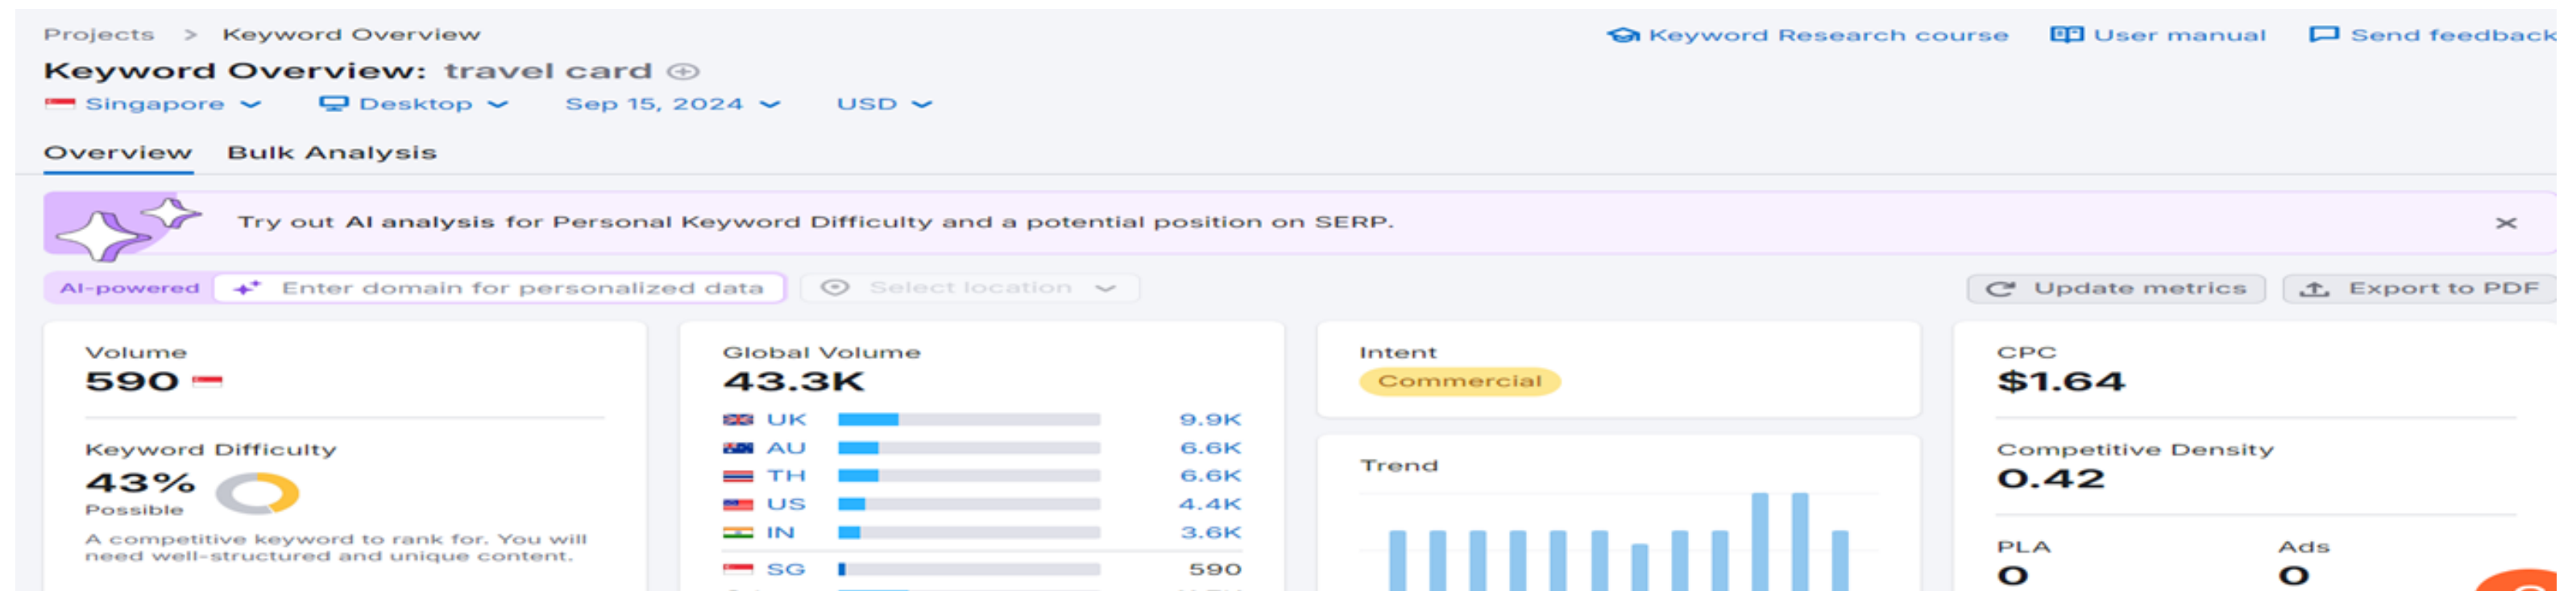 Projects > Keyword Overview
Keyword Research course
User manual
Send feedback
Keyword Overview: travel card
Singapore
Desktop
Sep 15, 2024
USD
Overview
Bulk Analysis
Try out AI analysis for Personal Keyword Difficulty and a potential position on SERP.
AI-powered
Enter domain for personalized data
Select location
Update metrics
Export to PDF
Volume
590
Keyword Difficulty
43%
Possible
A competitive keyword to rank for. You will
need well-structured and unique content.
Global Volume
43.3K
UK 9.9K
AU 6.6K
TH 6.6K
US 4.4K
IN 3.6K
SG 590
Intent
Commercial
Trend
CPC
$1.64
Competitive Density
0.42
PLA
0
Ads
0